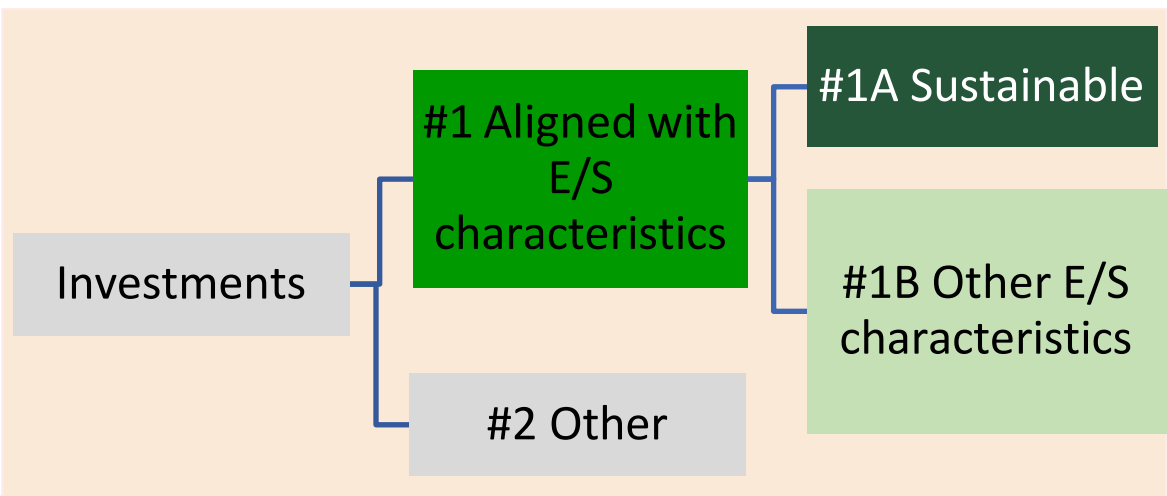 Investments
#1 Aligned with
E/S
characteristics
#2 Other
#1A Sustainable
#1B Other E/S
characteristics